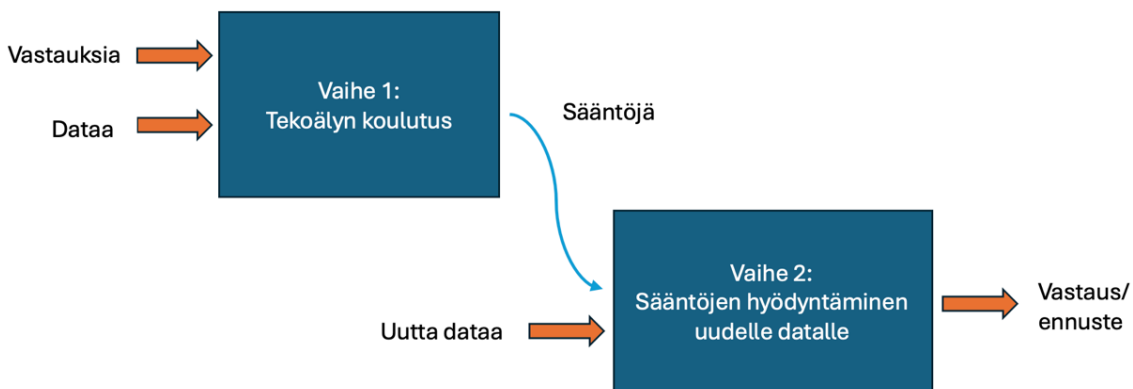 Vastauksia
Dataa
Vaihe 1:
Tekoälyn koulutus
Sääntöjä
Uutta dataa
Vaihe 2:
Sääntöjen hyödyntäminen
uudelle datalle
Vastaus/
ennuste